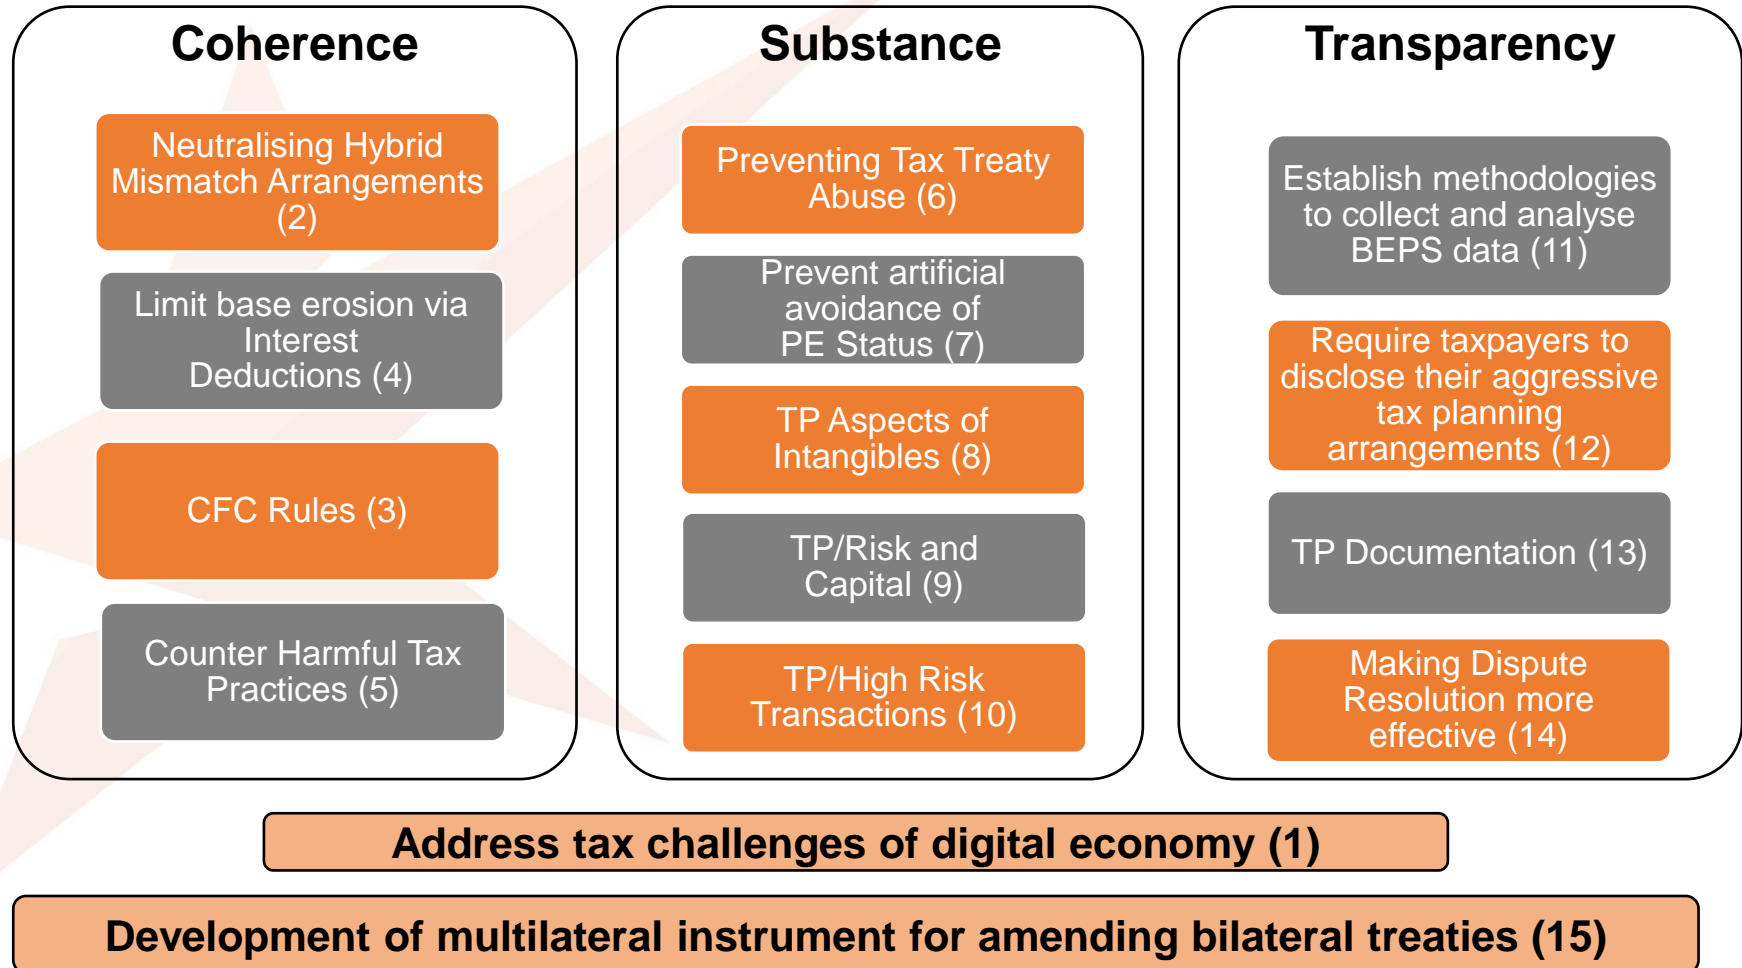 Coherence
Neutralising Hybrid
Mismatch Arrangements
(2)
Limit base erosion via
Interest
Deductions (4)
CFC Rules (3)
Counter Harmful Tax
Practices (5)
Substance
Preventing Tax Treaty
Abuse (6)
Prevent artificial
avoidance of
PE Status (7)
TP Aspects of
Intangibles (8)
TP/Risk and
Capital (9)
TP/High Risk
Transactions (10)
Transparency
Establish methodologies
to collect and analyse
BEPS data (11)
Require taxpayers to
disclose their aggressive
tax planning
arrangements (12)
TP Documentation (13)
Making Dispute
Resolution more
effective (14)
Address tax challenges of digital economy (1)
Development of multilateral instrument for amending bilateral treaties (15)